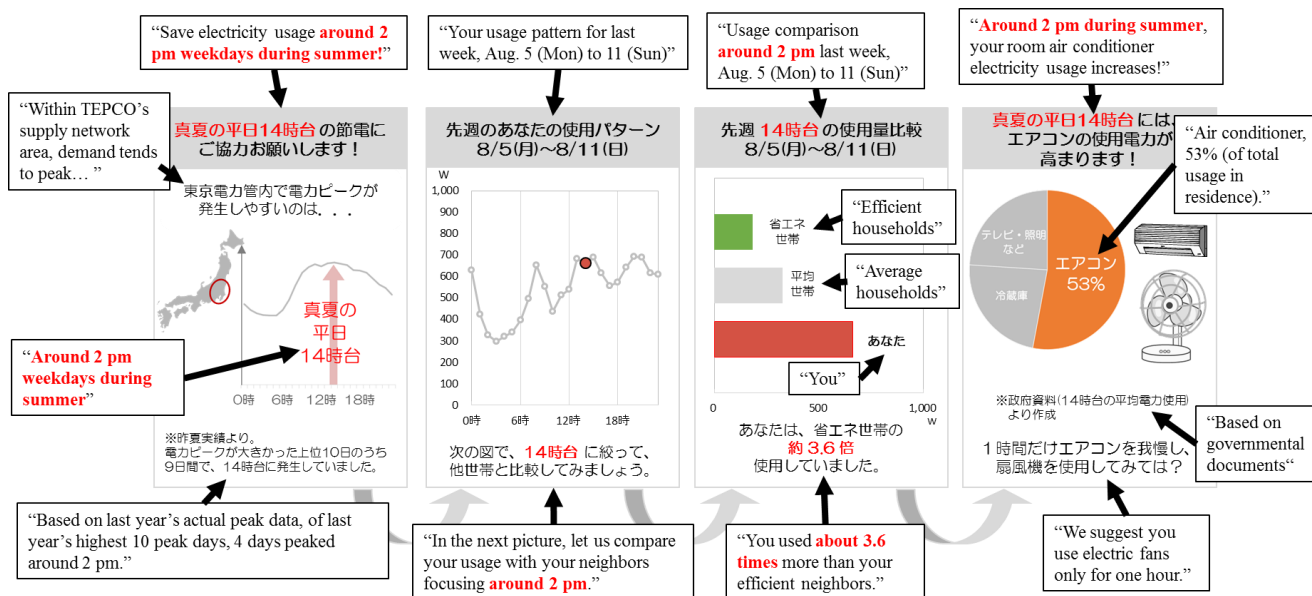 “Save electricity usage around 2
pm weekdays during summer!”
“Your usage pattern for last
week, Aug. 5 (Mon) to 11 (Sun)”
“Usage comparison
around 2 pm last week,
Aug. 5 (Mon) to 11 (Sun)”
“Around 2 pm during summer,
your room air conditioner
electricity usage increases!”
“Within TEPCO’s
supply network
area, demand tends
to peak… ”
真夏の平日14時台の節電に
ご協力お願いします！
東京電力管内で電力ピークが
発生しやすいのは．．．
真夏の
平日
14時台
0時 6時 12時 18時
“Around 2 pm
weekdays during
summer”
※昨夏実績より。
電力ピークが大きかった上位10日のうち
9日間で、14時台に発生していました。
“Based on last year’s actual peak data, of last
year’s highest 10 peak days, 4 days peaked
around 2 pm.”
先週のあなたの使用パターン
8/5(月)～8/11(日)
W
1,000
900
800
700
600
500
400
300
200
100
0
0時 6時 12時 18時
次の図で、14時台に絞って、
他世帯と比較してみましょう。
“In the next picture, let us compare
your usage with your neighbors
focusing around 2 pm.”
先週 14時台の使用量比較
8/5(月)～8/11(日)
省エネ
世帯
“Efficient
households”
平均
世帯
“Average
households”
あなた
“You”
0 500 1,000
W
あなたは、省エネ世帯の
約 3.6 倍
使用していました。
“You used about 3.6
times more than your
efficient neighbors.”
真夏の平日14時台には、
エアコンの使用電力が
高まります！
“Air conditioner,
53% (of total
usage in
residence).”
テレビ・照明
など
エアコン
53%
冷蔵庫
※政府資料(14時台の平均電力使用)
より作成
“Based on
governmental
documents“
１時間だけエアコンを我慢し、
扇風機を使用してみては？
“We suggest you
use electric fans
only for one hour.”